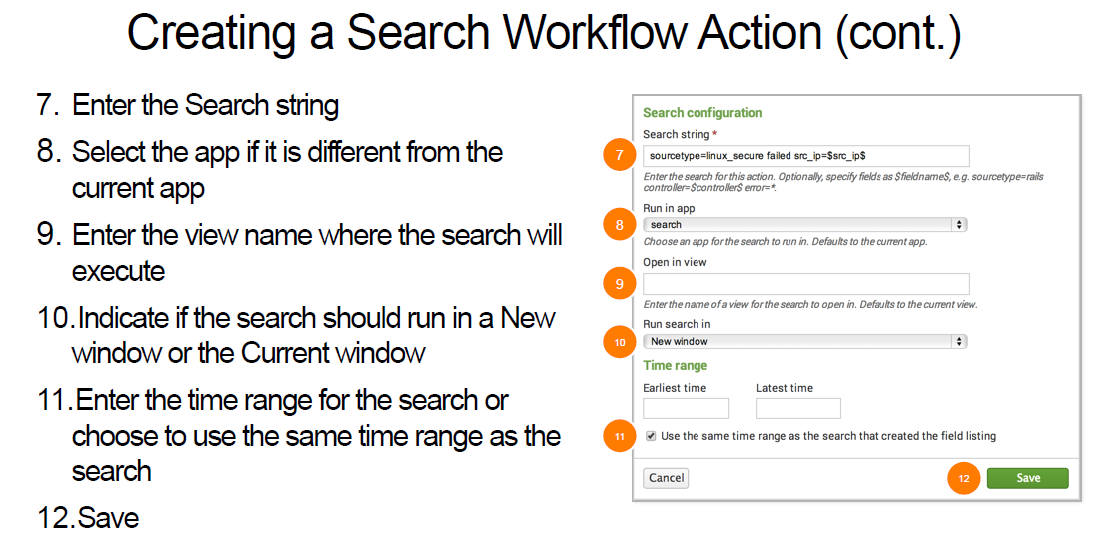 Creating a Search Workflow Action (cont.)
7. Enter the Search string
8. Select the app if it is different from the
current app
9. Enter the view name where the search will
execute
10.Indicate if the search should run in a New
window or the Current window
11.Enter the time range for the search or
choose to use the same time range as the
search
12.Save
Search configuration
Search string *
7
sourcetype=linux_secure failed src_ip=$src_ip$
Enter the search for this action. Optionally, specify fields as $fieldname$, e.g. sourcetype=rails
controller=$controller$ error=*.
Run in app
8
search
Choose an app for the search to run in. Defaults to the current app.
Open in view
9
Enter the name of a view for the search to open in. Defaults to the current view.
Run search in
10
New window
Time range
Earliest time Latest time
11
Use the same time range as the search that created the field listing
Cancel
12
Save